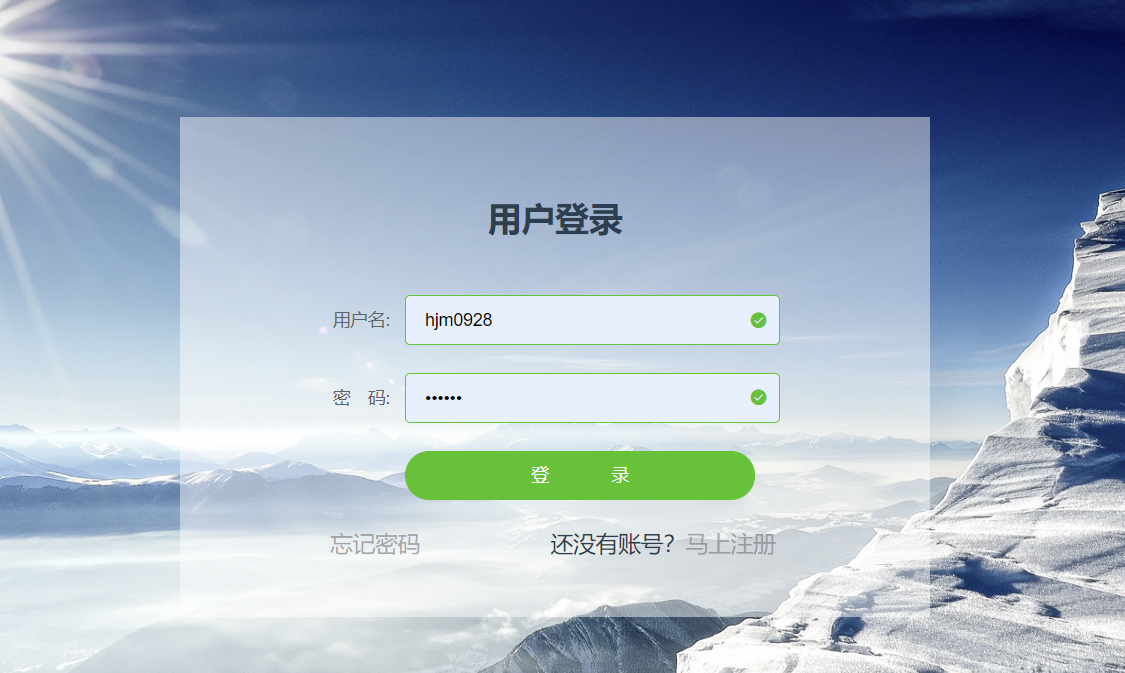 用户登录
用户名: hjm0928
密 码: ••••••
登 录
忘记密码 还没有账号？马上注册